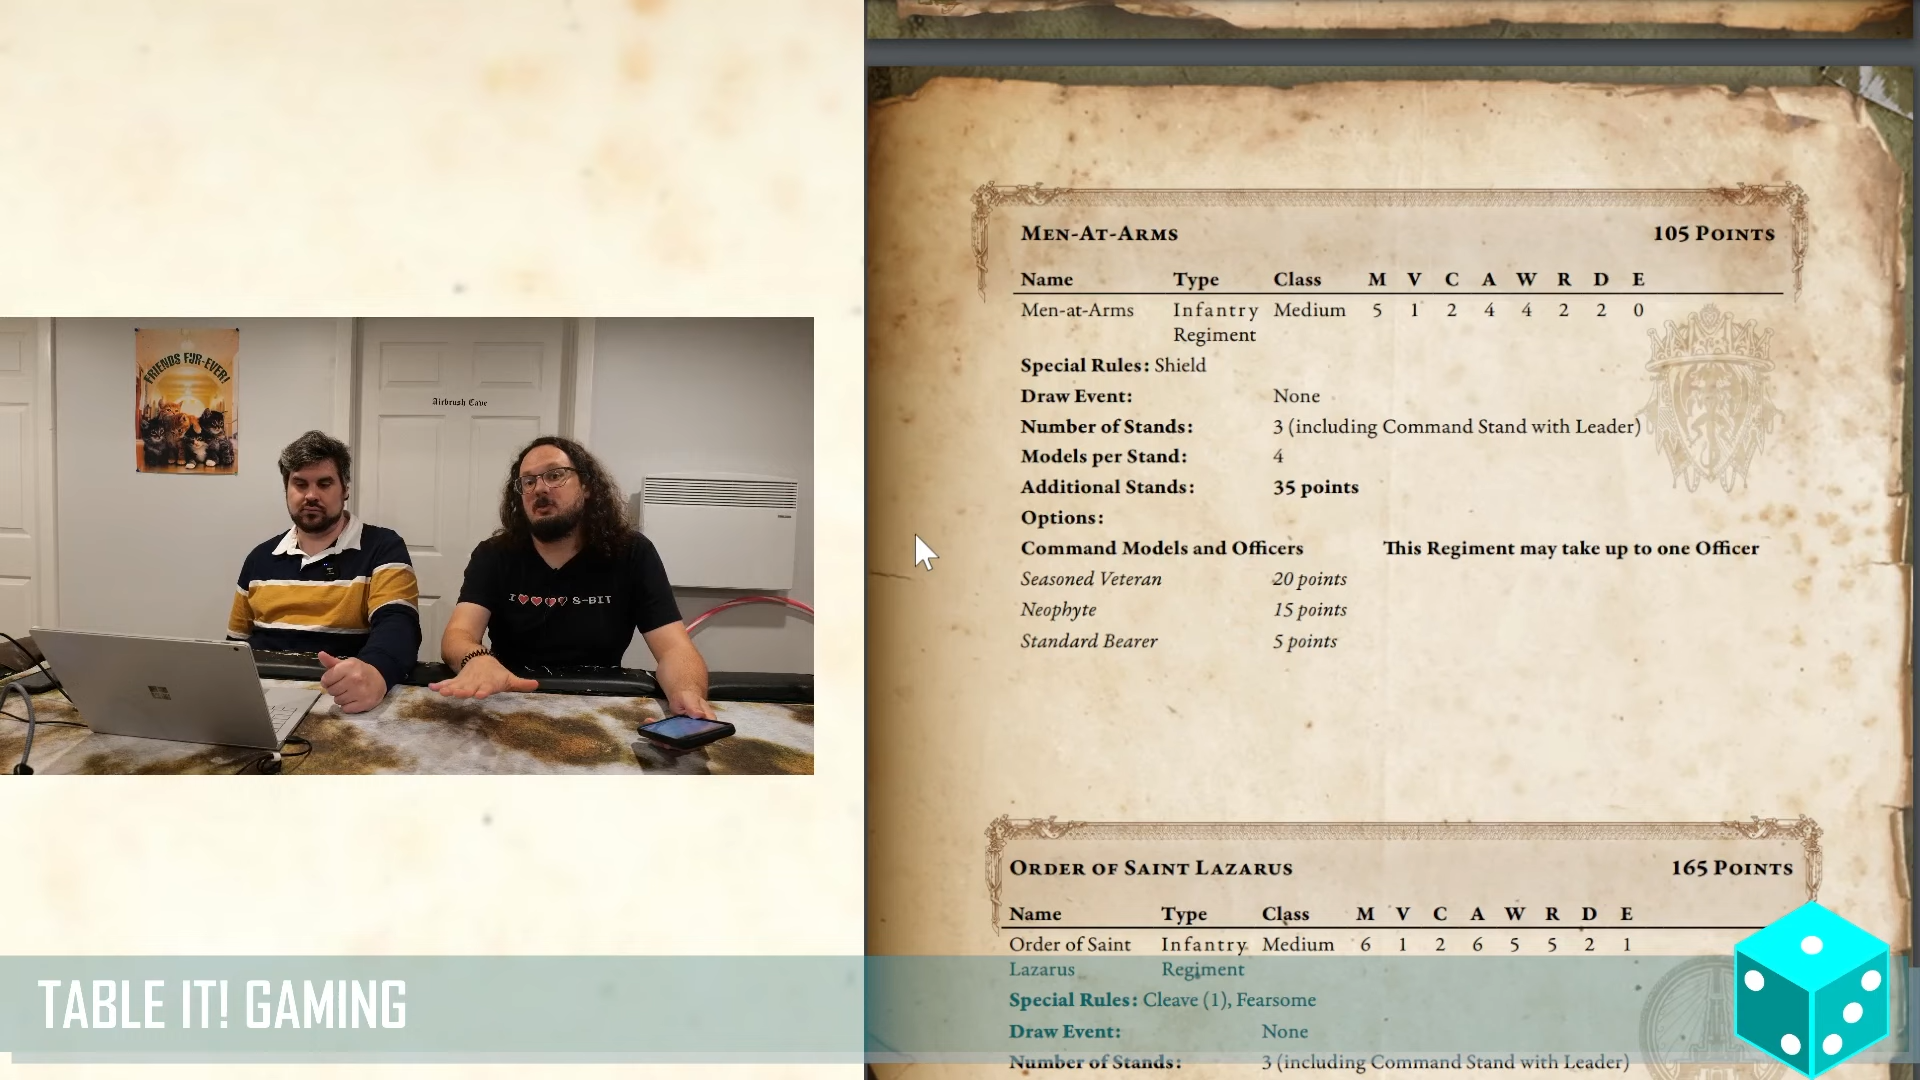 FRIENDS FUR-EVER!
Airbrush Cave
I 8-BIT
TABLE IT! GAMING
MEN-AT-ARMS 105 POINTS
Name Type Class M V C A W R D E
Men-at-Arms Infantry Medium 5 1 2 4 4 2 2 0
Regiment
Special Rules: Shield
Draw Event: None
Number of Stands: 3 (including Command Stand with Leader)
Models per Stand: 4
Additional Stands: 35 points
Options:
Command Models and Officers This Regiment may take up to one Officer
Seasoned Veteran 20 points
Neophyte 15 points
Standard Bearer 5 points
ORDER OF SAINT LAZARUS 165 POINTS
Name Type Class M V C A W R D E
Order of Saint Infantry Medium 6 1 2 6 5 5 2 1
Lazarus Regiment
Special Rules: Cleave (1), Fearsome
Draw Event: None
Number of Stands: 3 (including Command Stand with Leader)